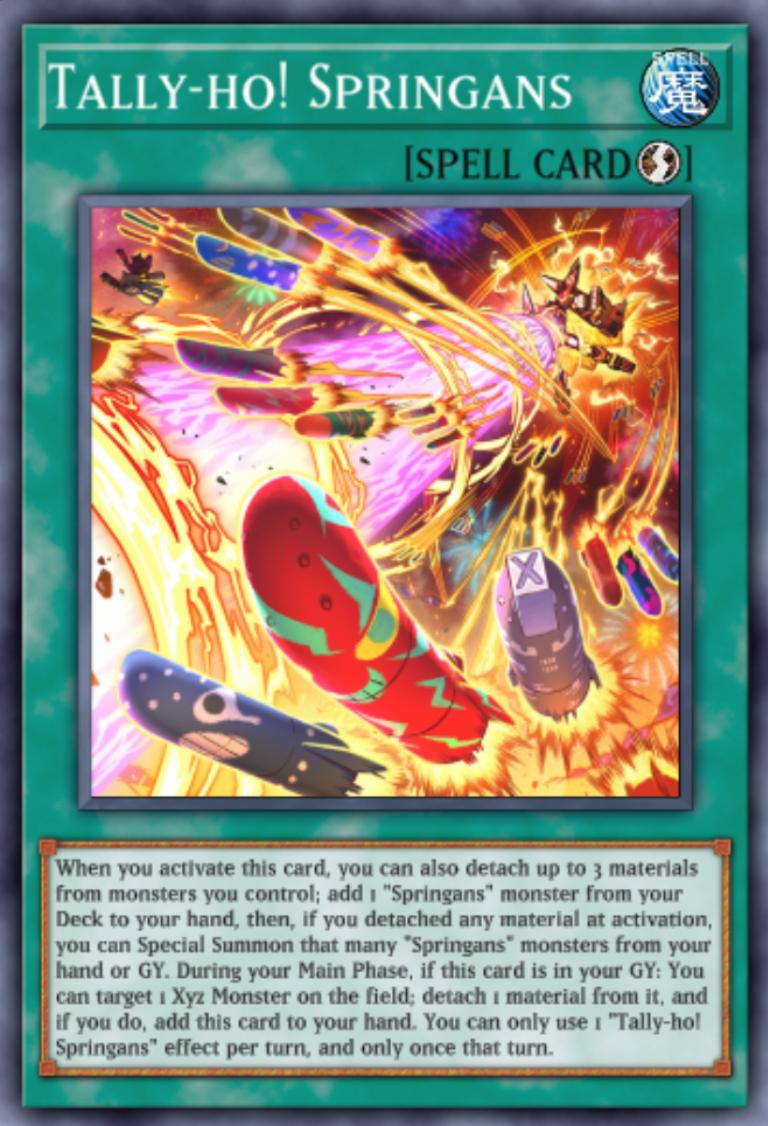 TALLY-HO! SPRINGANS
SPELL
魔
[SPELL CARD]
X
When you activate this card, you can also detach up to 3 materials
from monsters you control; add 1 "Springans" monster from your
Deck to your hand, then, if you detached any material at activation,
you can Special Summon that many "Springans" monsters from your
hand or GY. During your Main Phase, if this card is in your GY: You
can target 1 Xyz Monster on the field; detach 1 material from it, and
if you do, add this card to your hand. You can only use 1 "Tally-ho!
Springans" effect per turn, and only once that turn.